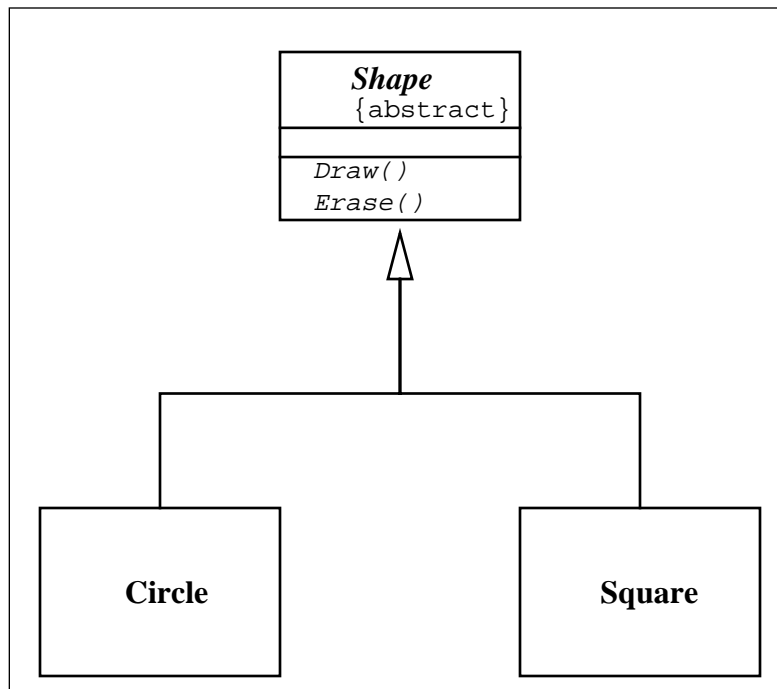 Shape
{abstract}
Draw()
Erase()
Circle
Square